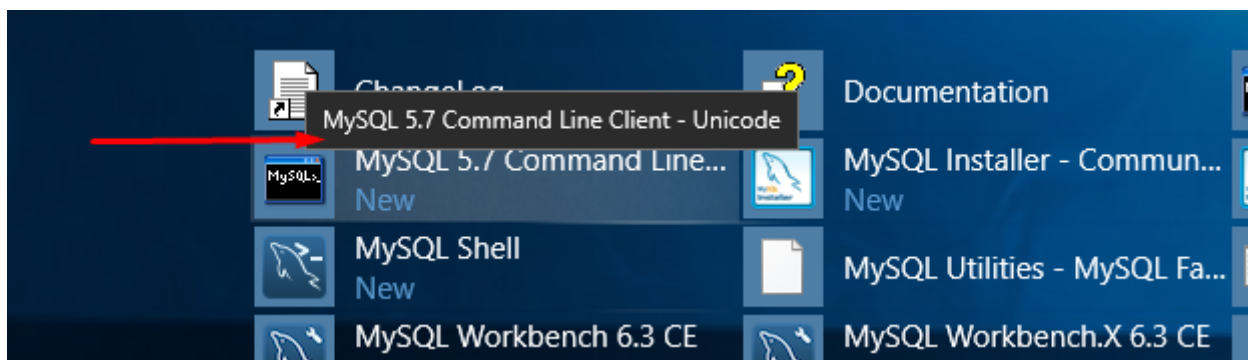 ChangeLog
MySQL 5.7 Command Line Client - Unicode
MySQL 5.7 Command Line...
New
MySQL Shell
New
MySQL Workbench 6.3 CE
Documentation
MySQL Installer - Commun...
New
MySQL Utilities - MySQL Fa...
MySQL Workbench.X 6.3 CE